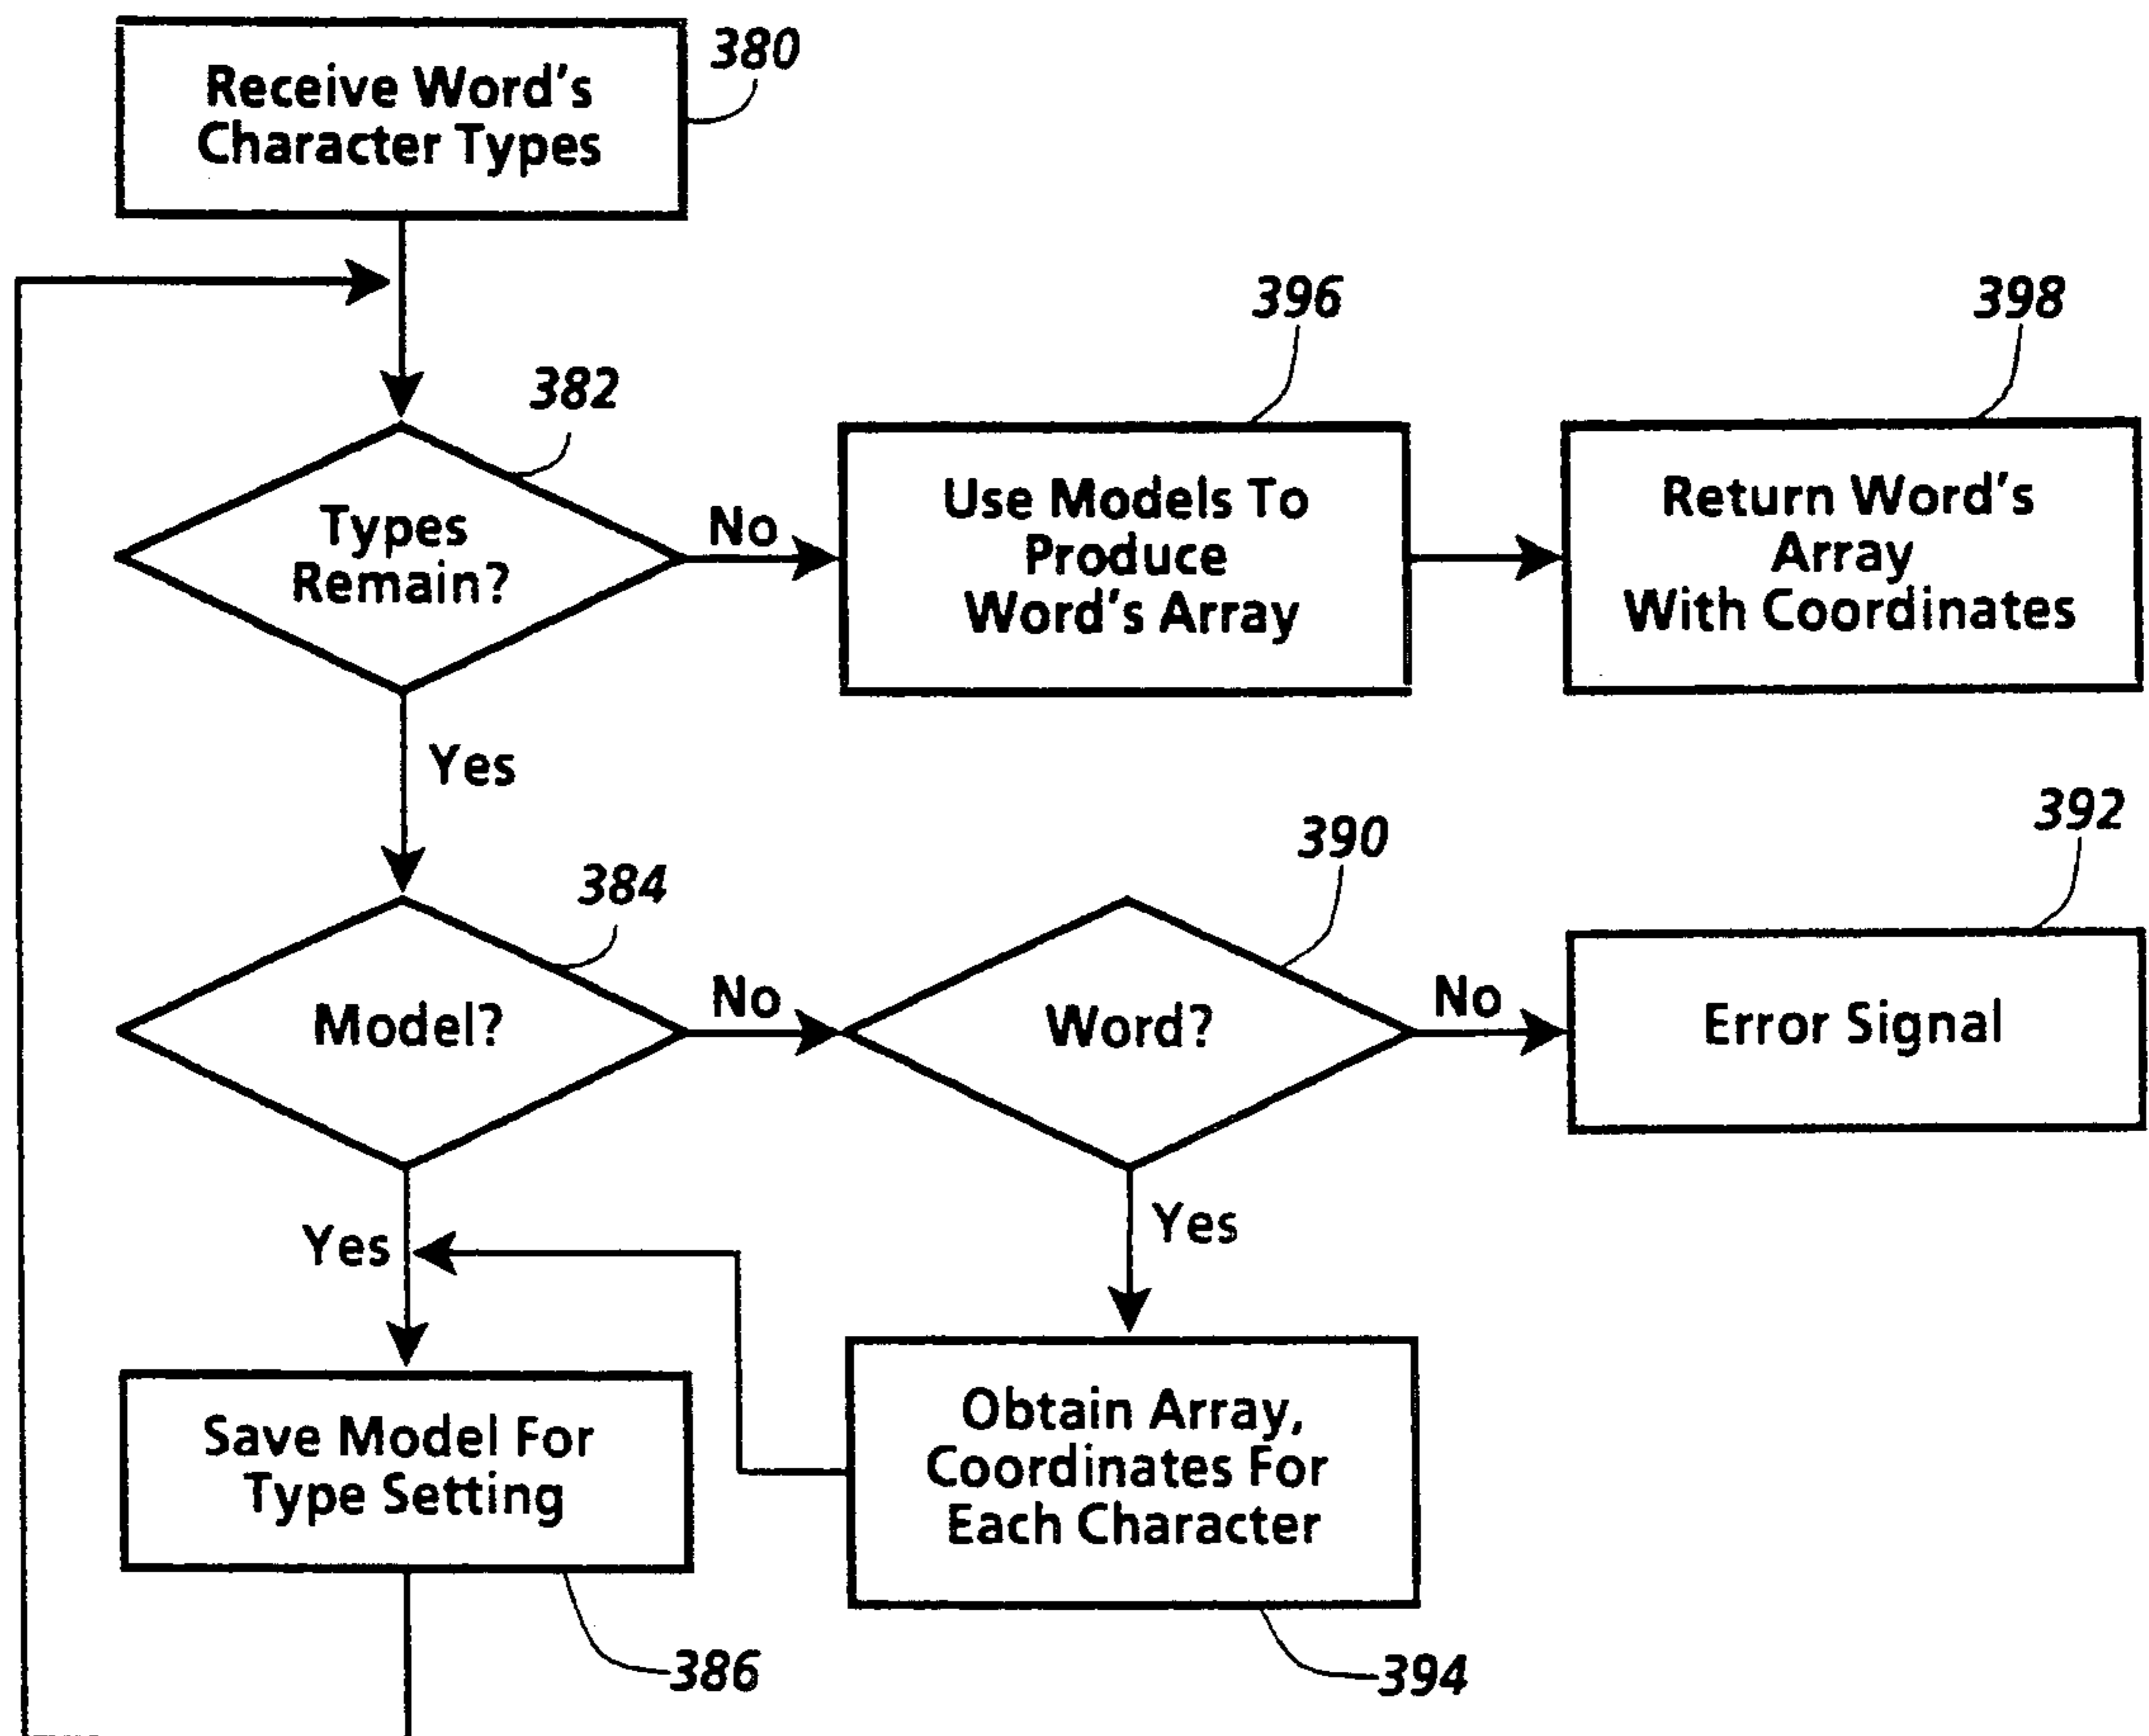 380
Receive Word's
Character Types
396
398
382
Types
Remain?
No
Use Models To
Produce
Word's Array
Return Word's
Array
With Coordinates
Yes
384
390
392
Model?
No
Word?
No
Error Signal
Yes
Yes
Save Model For
Type Setting
Obtain Array,
Coordinates For
Each Character
386
394